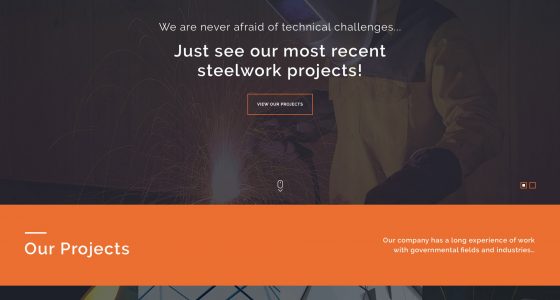 We are never afraid of technical challenges...
Just see our most recent
steelwork projects!
VIEW OUR PROJECTS
Our Projects
Our company has a long experience of work
with governmental fields and industries...